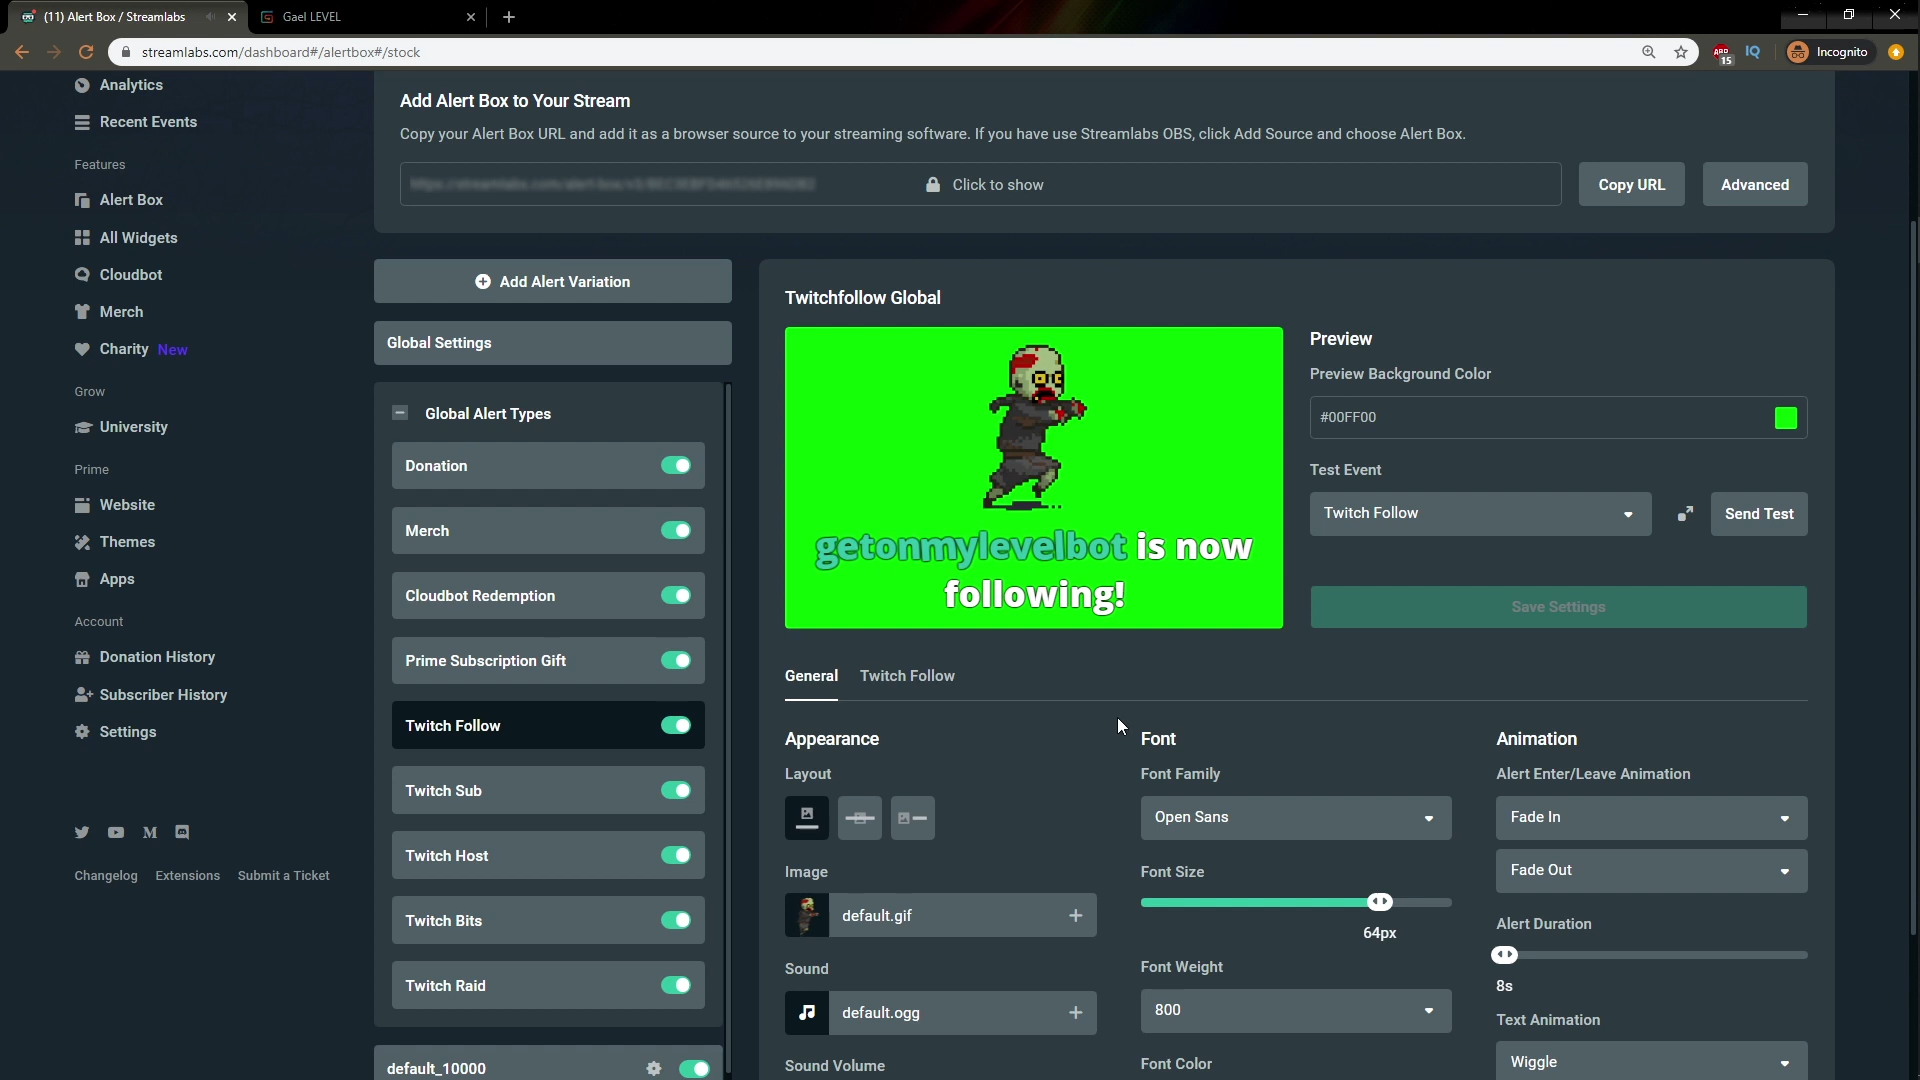 (11) Alert Box / Streamlabs
Gael LEVEL
streamlabs.com/dashboard#/alertbox#/stock
15
IQ
Incognito
Analytics
Recent Events
Features
Alert Box
All Widgets
Cloudbot
Merch
Charity New
Grow
University
Prime
Website
Themes
Apps
Account
Donation History
Subscriber History
Settings
Changelog Extensions Submit a Ticket
Add Alert Box to Your Stream
Copy your Alert Box URL and add it as a browser source to your streaming software. If you have use Streamlabs OBS, click Add Source and choose Alert Box.
Click to show
Copy URL
Advanced
Add Alert Variation
Global Settings
Global Alert Types
Donation
Merch
Cloudbot Redemption
Prime Subscription Gift
Twitch Follow
Twitch Sub
Twitch Host
Twitch Bits
Twitch Raid
default_10000
Twitchfollow Global
getonmylevelbot is now
following!
Preview
Preview Background Color
#00FF00
Test Event
Twitch Follow
Send Test
Save Settings
General
Twitch Follow
Appearance
Layout
Image
default.gif
Sound
default.ogg
Sound Volume
Font
Font Family
Open Sans
Font Size
64px
Font Weight
800
Font Color
Animation
Alert Enter/Leave Animation
Fade In
Fade Out
Alert Duration
8s
Text Animation
Wiggle